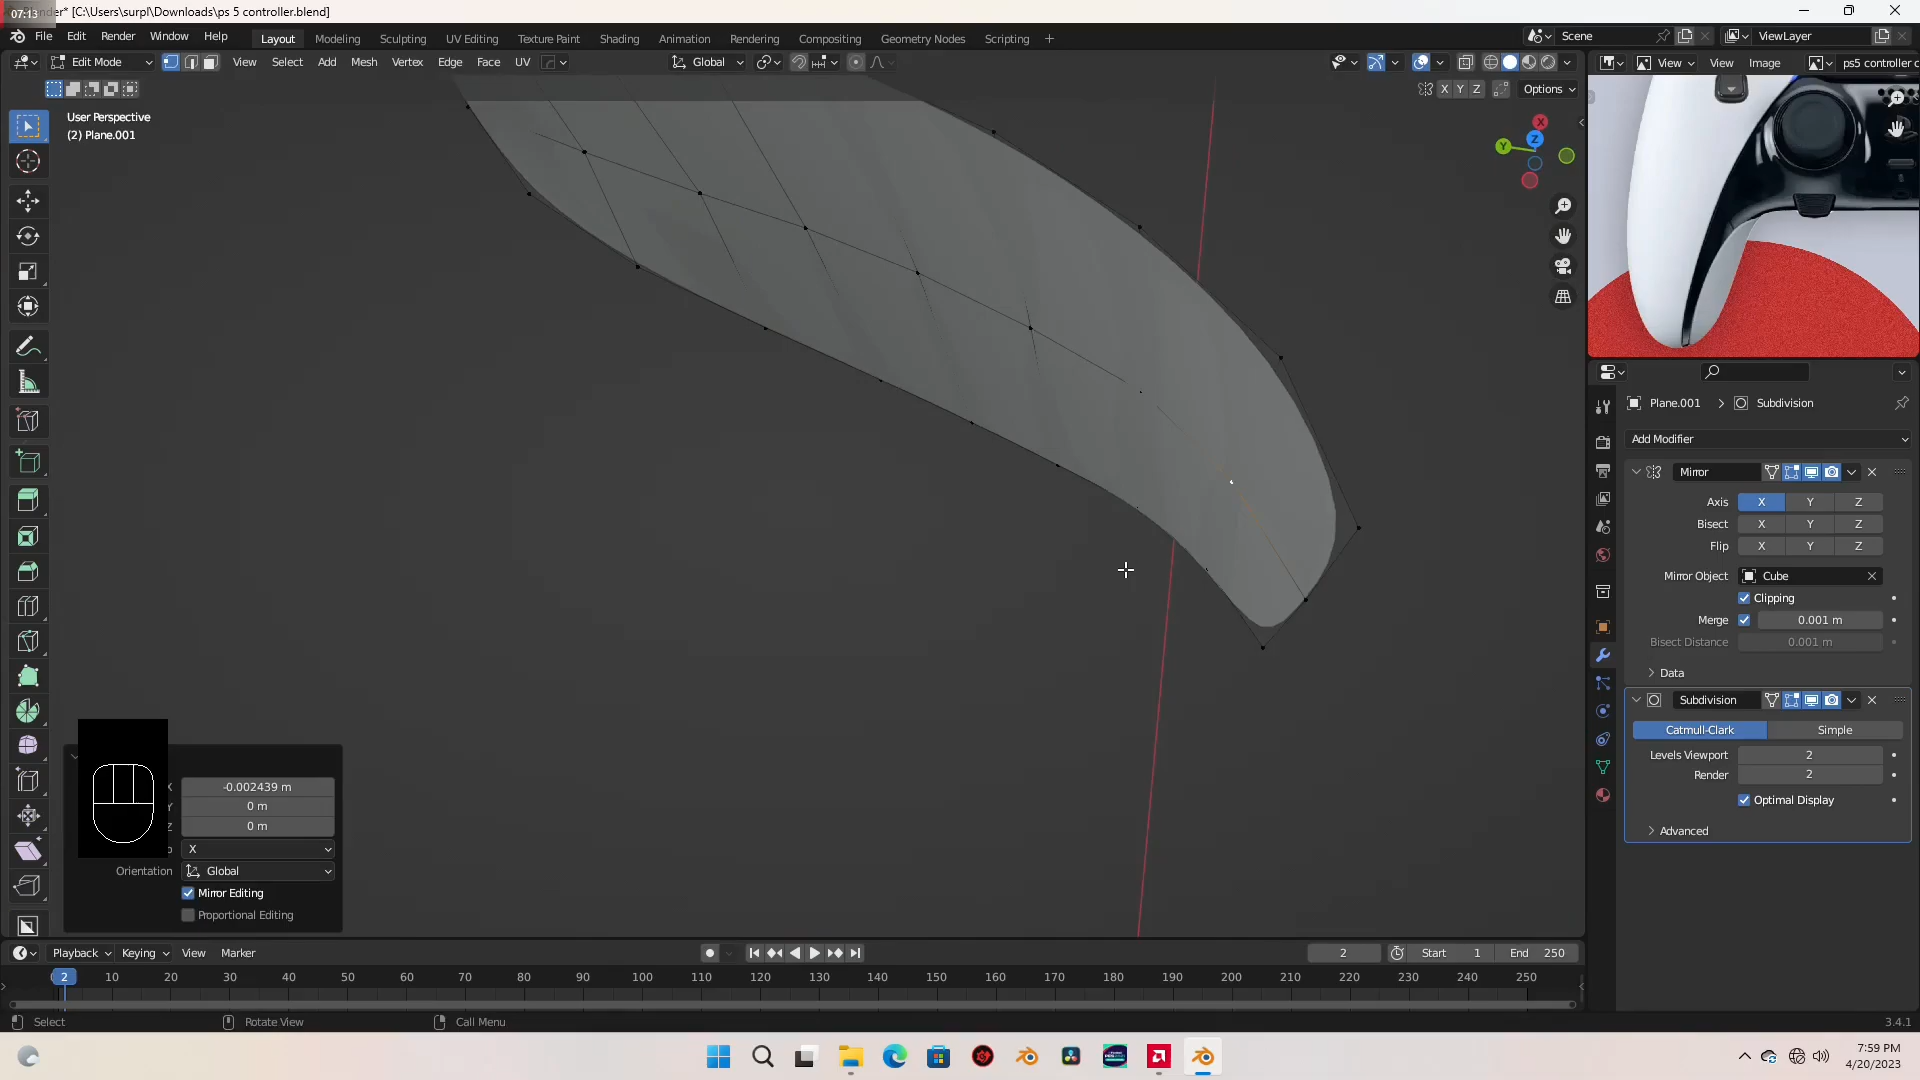 07:13
Blender* [C:\Users\surpl\Downloads\ps 5 controller.blend]
File Edit Render Window Help
Layout Modeling Sculpting UV Editing Texture Paint Shading Animation Rendering Compositing Geometry Nodes Scripting +
Scene
ViewLayer
Edit Mode
View Select Add Mesh Vertex Edge Face UV
Global
View View Image
ps5 controller c
X Y Z
Options
User Perspective
(2) Plane.001
X
Y
Z
Plane.001 > Subdivision
Add Modifier
Mirror
Axis X Y Z
Bisect X Y Z
Flip X Y Z
Mirror Object Cube
Clipping
Merge 0.001 m
Bisect Distance 0.001 m
Data
Subdivision
Catmull-Clark Simple
Levels Viewport 2
Render 2
Optimal Display
Advanced
X -0.002439 m
Y 0 m
Z 0 m
X
Orientation Global
Mirror Editing
Proportional Editing
Playback Keying View Marker
2
Start 1
End 250
2 10 20 30 40 50 60 70 80 90 100 110 120 130 140 150 160 170 180 190 200 210 220 230 240 250
Select
Rotate View
Call Menu
3.4.1
7:59 PM
4/20/2023